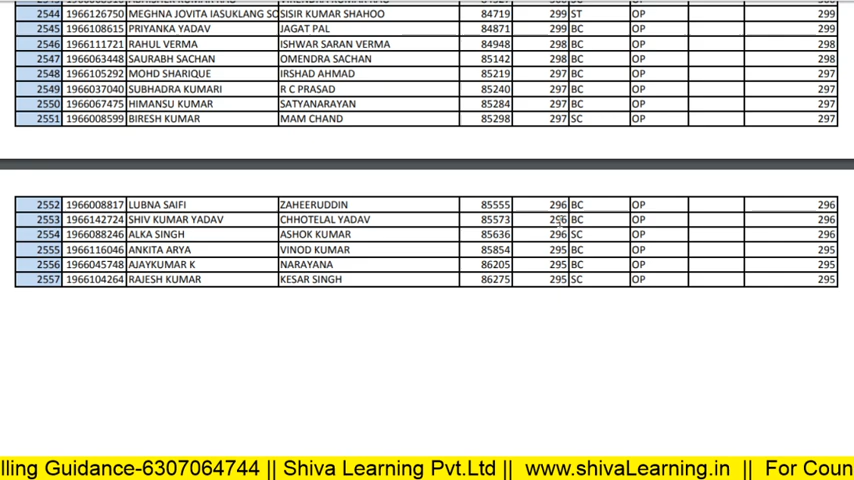 2544 1966126750 MEGHNA JOVITA IASUKLANG SO SISIR KUMAR SHAHOO 84719 299 ST OP 299
2545 1966108615 PRIYANKA YADAV JAGAT PAL 84871 299 BC OP 299
2546 1966111721 RAHUL VERMA ISHWAR SARAN VERMA 84948 298 BC OP 298
2547 1966063448 SAURABH SACHAN OMENDRA SACHAN 85142 298 BC OP 298
2548 1966105292 MOHD SHARIQUE IRSHAD AHMAD 85219 297 BC OP 297
2549 1966037040 SUBHADRA KUMARI R C PRASAD 85240 297 BC OP 297
2550 1966067475 HIMANSU KUMAR SATYANARAYAN 85284 297 BC OP 297
2551 1966008599 BIRESH KUMAR MAM CHAND 85298 297 SC OP 297
2552 1966008817 LUBNA SAIFI ZAHEERUDDIN 85555 296 BC OP 296
2553 1966142724 SHIV KUMAR YADAV CHHOTELAL YADAV 85573 296 BC OP 296
2554 1966088246 ALKA SINGH ASHOK KUMAR 85636 296 SC OP 296
2555 1966116046 ANKITA ARYA VINOD KUMAR 85854 295 BC OP 295
2556 1966045748 AJAYKUMAR K NARAYANA 86205 295 BC OP 295
2557 1966104264 RAJESH KUMAR KESAR SINGH 86275 295 SC OP 295
lling Guidance-6307064744 || Shiva Learning Pvt.Ltd || www.shivaLearning.in || For Coun